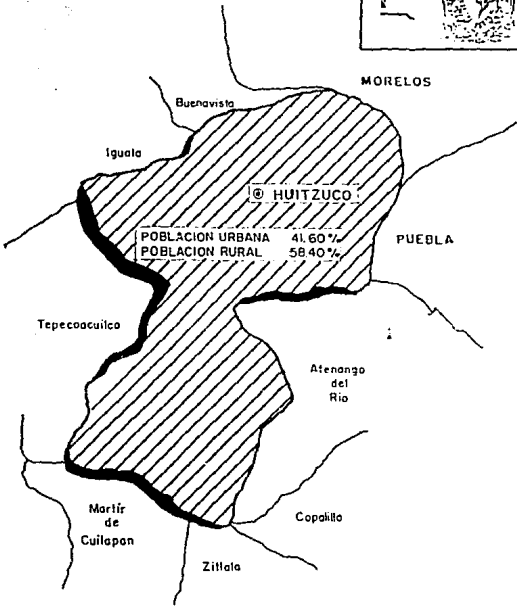 MORELOS
Buenavista
Iguala
HUITZUCO
POBLACION URBANA 41.60 %
POBLACION RURAL 58.40 %
PUEBLA
Tepecoacuilco
Atenango
del
Rio
Martír
de
Cuilapan
Copalillo
Zitlala